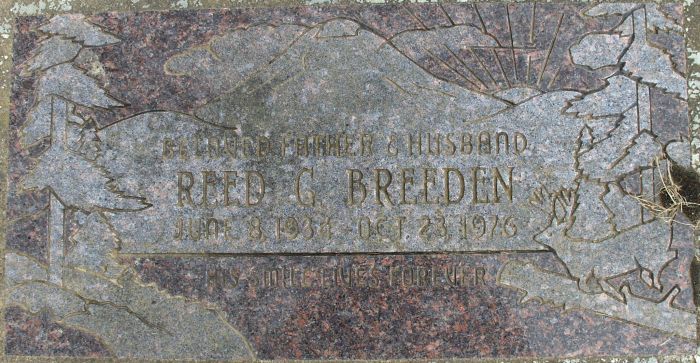 BELOVED FATHER & HUSBAND
REED G. BREEDEN
JUNE 8, 1934 - OCT. 23, 1976
HIS SMILE LIVES FOREVER